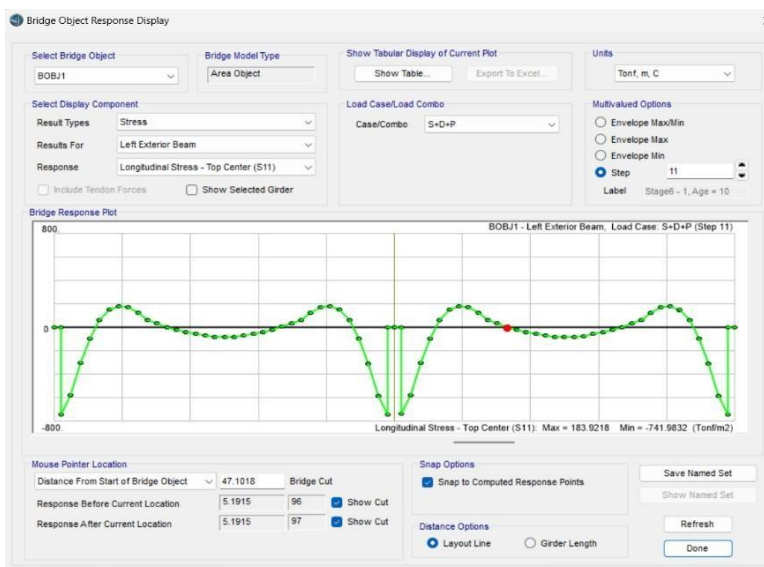 Bridge Object Response Display
Select Bridge Object
BOBJ1
Bridge Model Type
Area Object
Show Tabular Display of Current Plot
Show Table...
Export To Excel...
Units
Tonf, m, C
Select Display Component
Result Types
Stress
Results For
Left Exterior Beam
Response
Longitudinal Stress - Top Center (S11)
Include Tendon Forces
Show Selected Girder
Load Case/Load Combo
Case/Combo
S+D+P
Multivalued Options
Envelope Max/Min
Envelope Max
Envelope Min
Step
11
Label
Stage6 - 1, Age = 10
Bridge Response Plot
800.
BOBJ1 - Left Exterior Beam, Load Case: S+D+P (Step 11)
0
-800.
Longitudinal Stress - Top Center (S11): Max = 183.9218 Min = -741.9832 (Tonf/m2)
Mouse Pointer Location
Distance From Start of Bridge Object
47.1018
Bridge Cut
Response Before Current Location
5.1915
96
Show Cut
Response After Current Location
5.1915
97
Show Cut
Snap Options
Snap to Computed Response Points
Distance Options
Layout Line
Girder Length
Save Named Set
Show Named Set
Refresh
Done